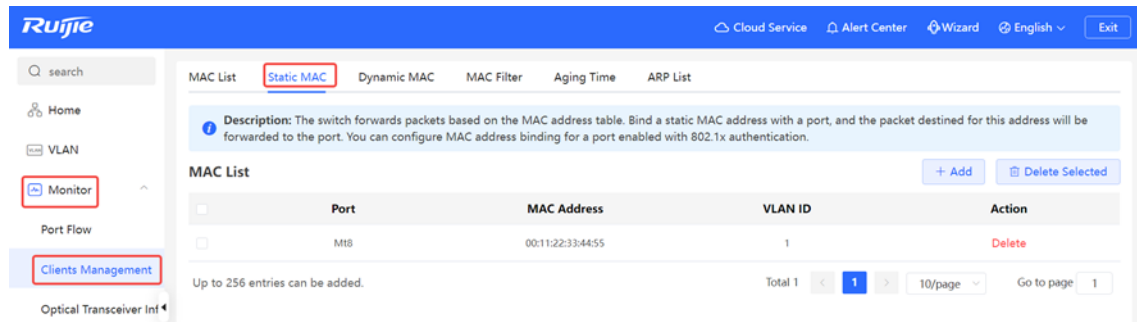 Ruijie
Cloud Service Alert Center Wizard English Exit
search
MAC List Static MAC Dynamic MAC MAC Filter Aging Time ARP List
Home
Description: The switch forwards packets based on the MAC address table. Bind a static MAC address with a port, and the packet destined for this address will be
forwarded to the port. You can configure MAC address binding for a port enabled with 802.1x authentication.
VLAN VLAN
MAC List + Add Delete Selected
Monitor
Port MAC Address VLAN ID Action
Port Flow
Mt8 00:11:22:33:44:55 1 Delete
Clients Management
Up to 256 entries can be added. Total 1 < 1 > 10/page Go to page 1
Optical Transceiver Inf